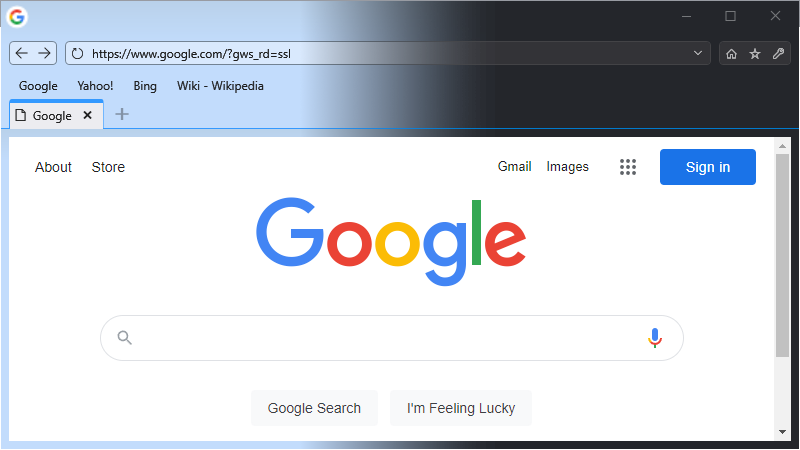 https://www.google.com/?gws_rd=ssl
Google Yahoo! Bing Wiki - Wikipedia
Google
About Store Gmail Images Sign in
Google
Google Search I'm Feeling Lucky